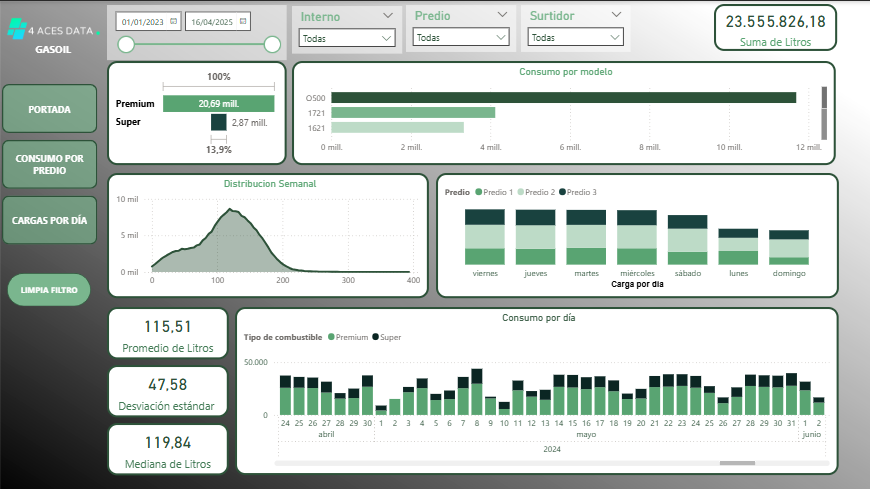 4 ACES DATA.
GASOIL
PORTADA
CONSUMO POR
PREDIO
CARGAS POR DÍA
LIMPIA FILTRO
01/01/2023 16/04/2025
Interno
Todas
Predio
Todas
Surtidor
Todas
23.555.826,18
Suma de Litros
100%
Premium 20,69 mill.
Super 2,87 mill.
13,9%
Consumo por modelo
O500
1721
1621
0 mill. 2 mill. 4 mill. 6 mill. 8 mill. 10 mill. 12 mill.
Distribucion Semanal
10 mil
5 mil
0 mil
0 100 200 300 400
Predio Predio 1 Predio 2 Predio 3
viernes jueves martes miércoles sábado lunes domingo
Carga por dia
115,51
Promedio de Litros
47,58
Desviación estándar
119,84
Mediana de Litros
Consumo por día
Tipo de combustible Premium Super
50.000
0
24 25 26 27 28 29 30 1 2 3 4 5 6 7 8 9 10 11 12 13 14 15 16 17 18 19 20 21 22 23 24 25 26 27 28 29 30 31 1 2
abril mayo junio
2024